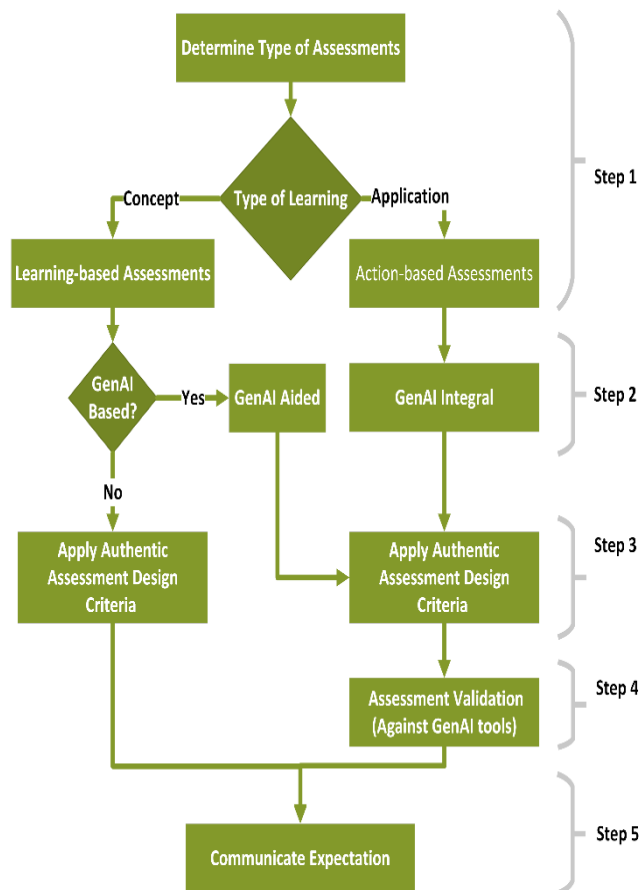 Determine Type of Assessments
Step 1
Type of Learning
Concept
Application
Learning-based Assessments
Action-based Assessments
GenAI
Based?
Yes
GenAI Aided
GenAI Integral
Step 2
No
Apply Authentic
Assessment Design
Criteria
Apply Authentic
Assessment Design
Criteria
Step 3
Assessment Validation
(Against GenAI tools)
Step 4
Communicate Expectation
Step 5